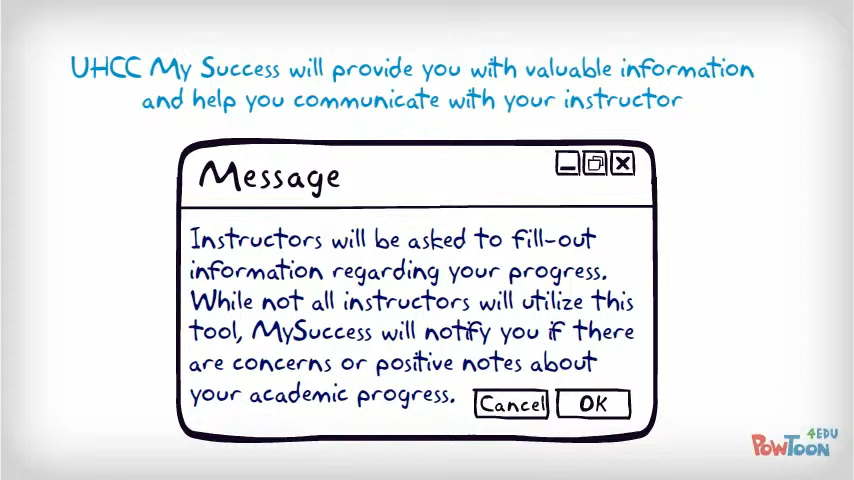 UHCC My Success will provide you with valuable information
and help you communicate with your instructor
Message
Instructors will be asked to fill-out
information regarding your progress.
While not all instructors will utilize this
tool, MySuccess will notify you if there
are concerns or positive notes about
your academic progress.
Cancel OK
4EDU
PowToon